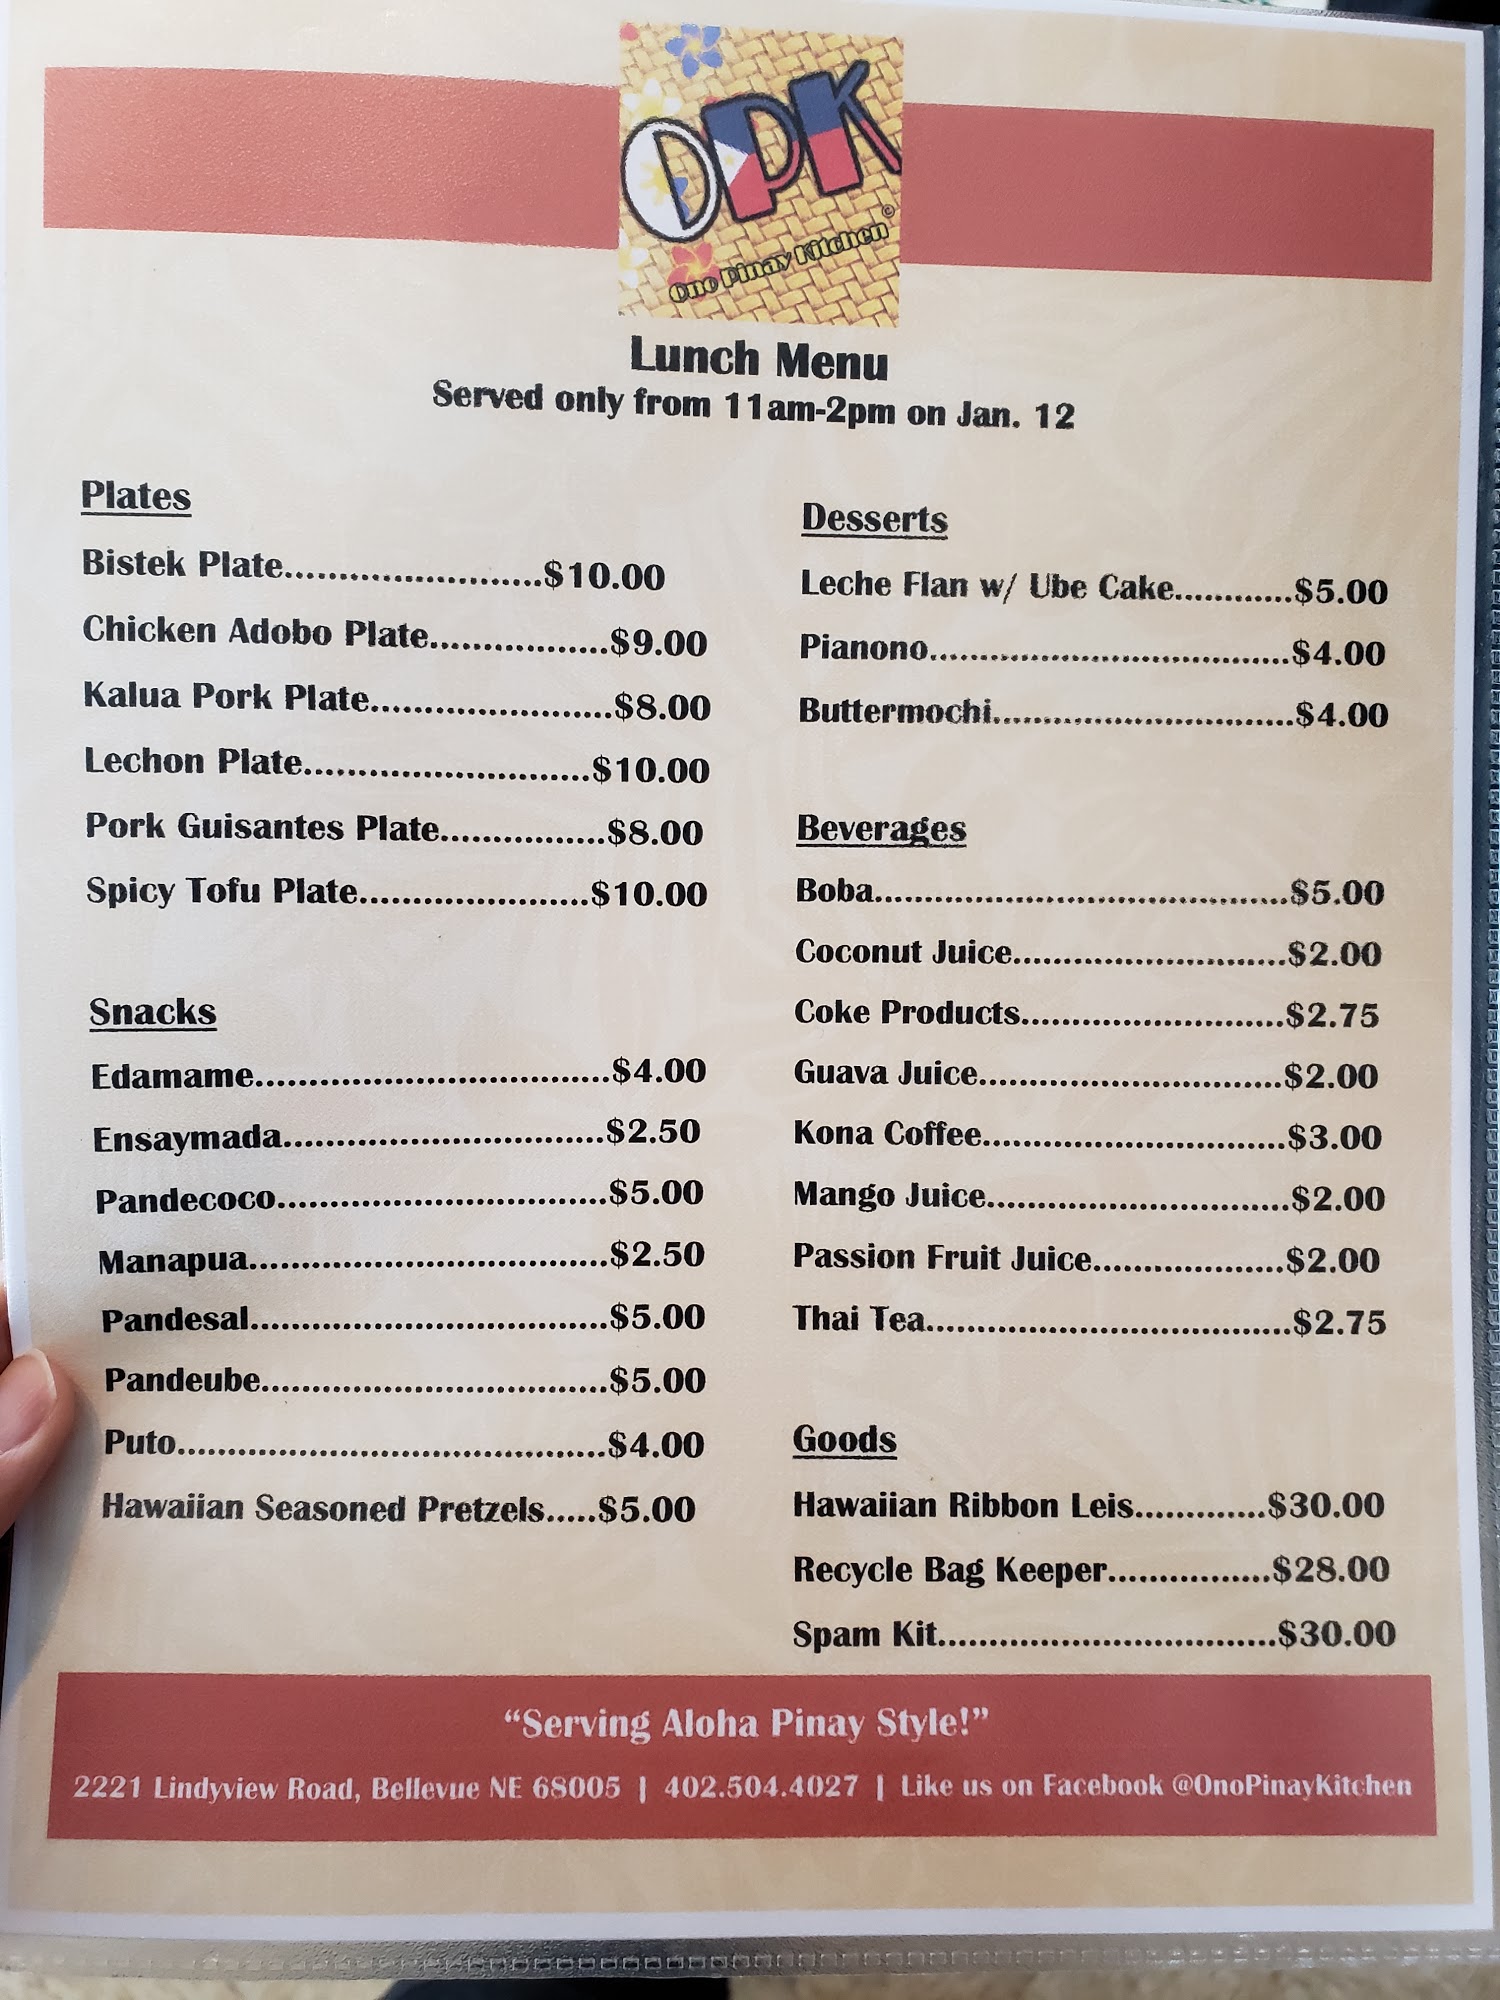 OPK
©
Ono Pinay Kitchen
Lunch Menu
Served only from 11am-2pm on Jan. 12
Plates
Bistek Plate............................$10.00
Chicken Adobo Plate..................$9.00
Kalua Pork Plate........................$8.00
Lechon Plate.............................$10.00
Pork Guisantes Plate................$8.00
Spicy Tofu Plate.......................$10.00
Snacks
Edamame...................................$4.00
Ensaymada................................$2.50
Pandecoco.................................$5.00
Manapua....................................$2.50
Pandesal....................................$5.00
Pandeube...................................$5.00
Puto...........................................$4.00
Hawaiian Seasoned Pretzels.....$5.00
Desserts
Leche Flan w/ Ube Cake............$5.00
Pianono.....................................$4.00
Buttermochi...............................$4.00
Beverages
Boba..........................................$5.00
Coconut Juice...........................$2.00
Coke Products..........................$2.75
Guava Juice..............................$2.00
Kona Coffee..............................$3.00
Mango Juice..............................$2.00
Passion Fruit Juice...................$2.00
Thai Tea....................................$2.75
Goods
Hawaiian Ribbon Leis.............$30.00
Recycle Bag Keeper................$28.00
Spam Kit..................................$30.00
“Serving Aloha Pinay Style!”
2221 Lindyview Road, Bellevue NE 68005 | 402.504.4027 | Like us on Facebook @OnoPinayKitchen